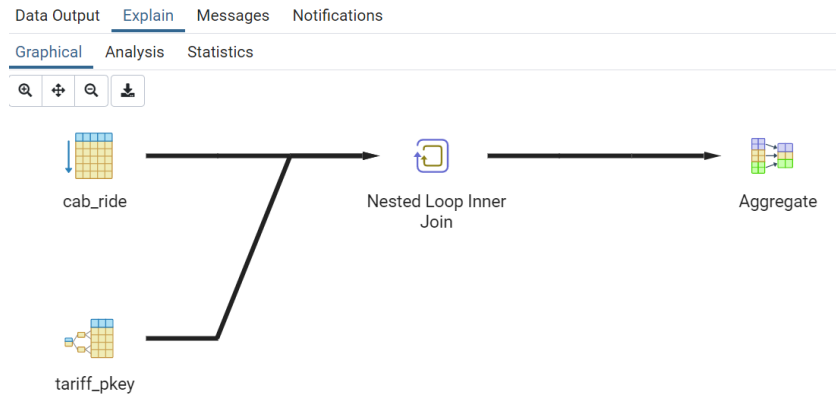 Data Output Explain Messages Notifications
Graphical Analysis Statistics
cab_ride
Nested Loop Inner
Join
Aggregate
tariff_pkey